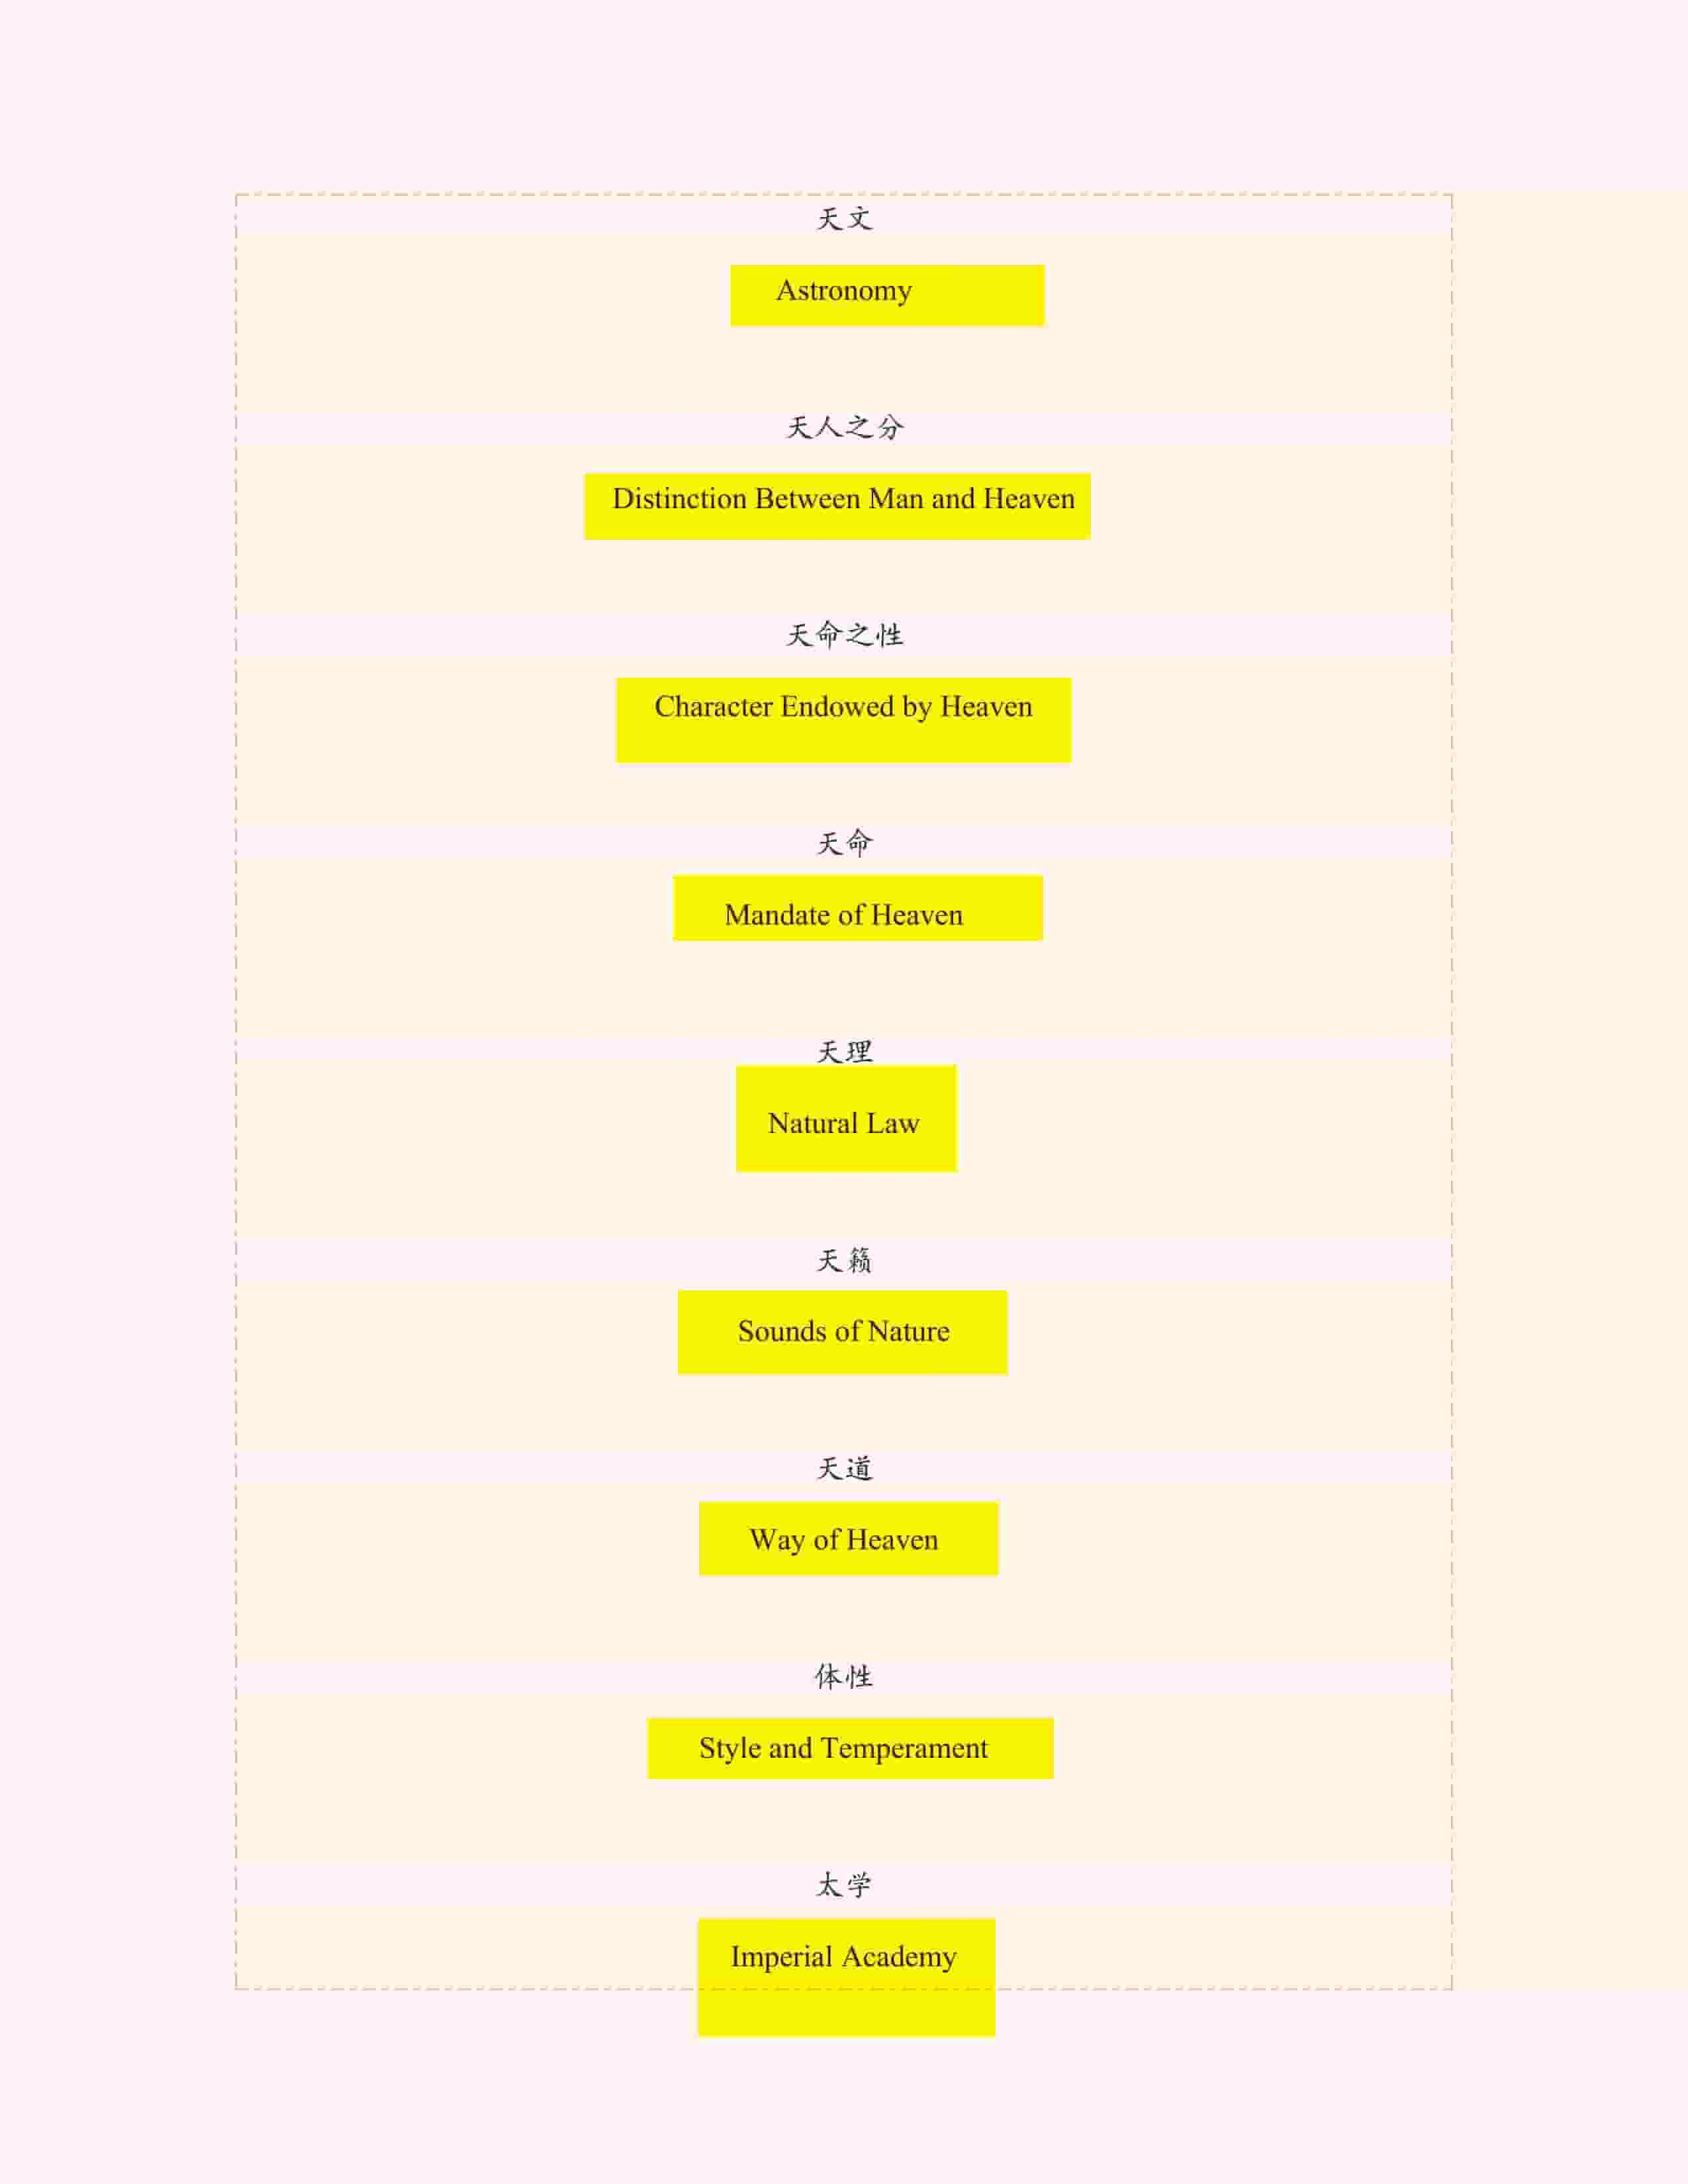 天文
Astronomy
天人之分
Distinction Between Man and Heaven
天命之性
Character Endowed by Heaven
天命
Mandate of Heaven
天理
Natural Law
天籁
Sounds of Nature
天道
Way of Heaven
体性
Style and Temperament
太学
Imperial Academy